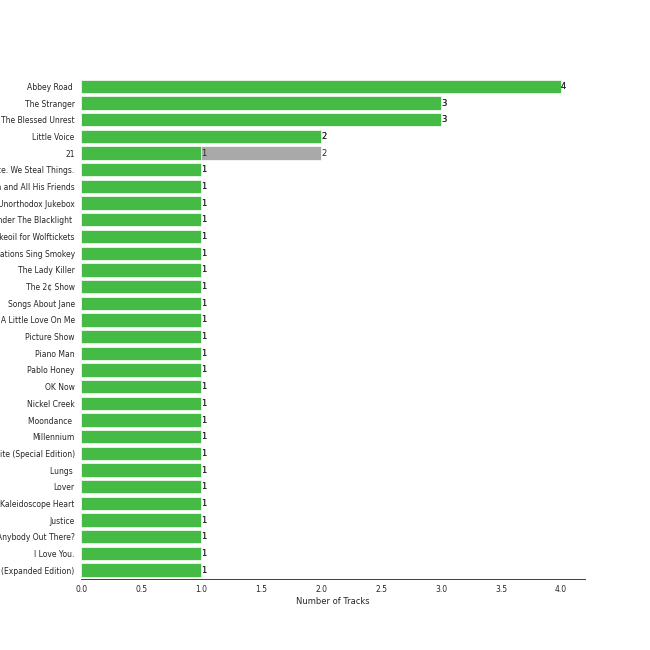 Abbey Road 4
The Stranger 3
The Blessed Unrest 3
Little Voice 2
21 1 2
We Steal Things. 1
and All His Friends 1
Unorthodox Jukebox 1
The Blacklight 1
for Wolftickets 1
Sing Smokey 1
The Lady Killer 1
The 2¢ Show 1
Songs About Jane 1
A Little Love On Me 1
Picture Show 1
Piano Man 1
Pablo Honey 1
OK Now 1
Nickel Creek 1
Moondance 1
Millennium 1
(Special Edition) 1
Lungs 1
Lover 1
Kaleidoscope Heart 1
Justice 1
Anybody Out There? 1
I Love You. 1
(Expanded Edition) 1
0.0 0.5 1.0 1.5 2.0 2.5 3.0 3.5 4.0
Number of Tracks